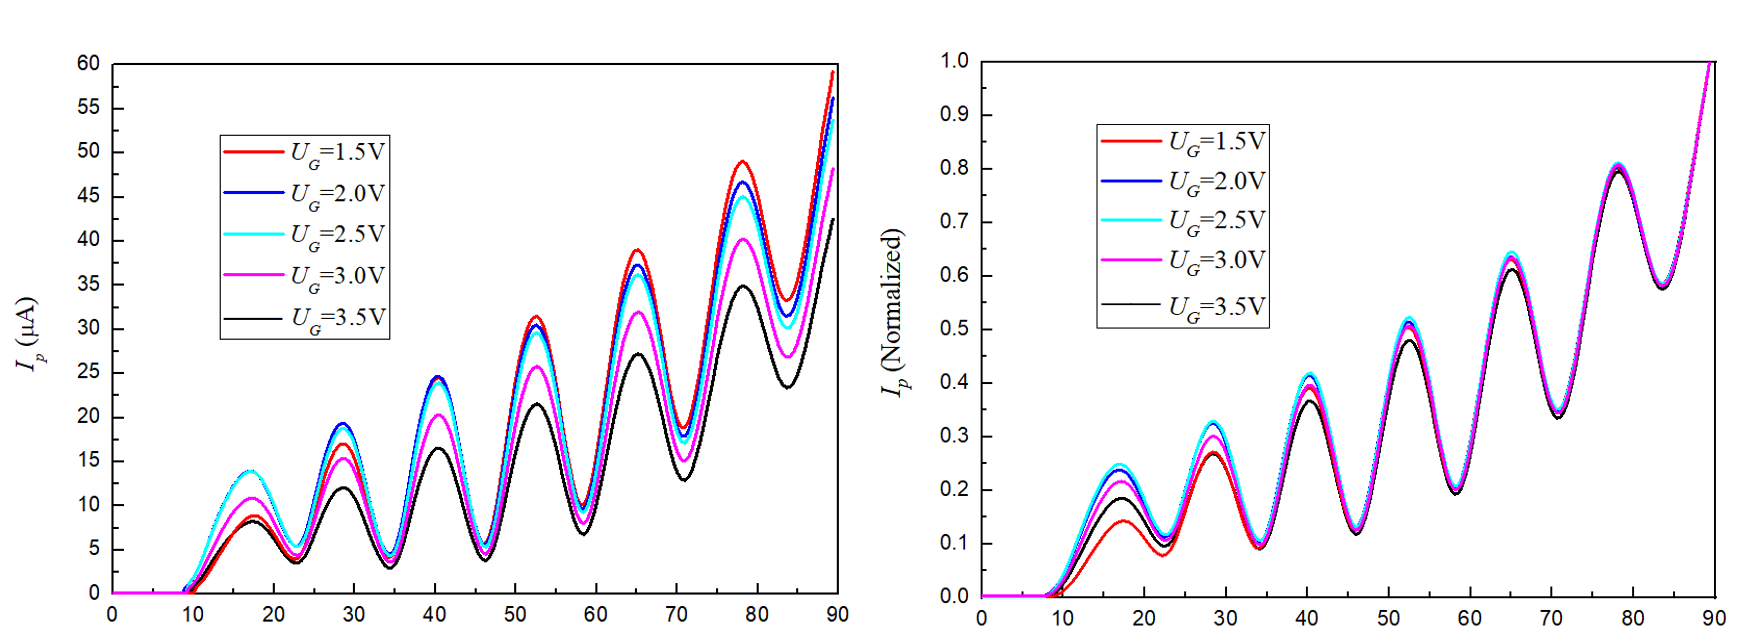 60
55
50
45
40
35
30
25
20
15
10
5
0
I_p (μA)
U_G=1.5V
U_G=2.0V
U_G=2.5V
U_G=3.0V
U_G=3.5V
0 10 20 30 40 50 60 70 80 90
1.0
0.9
0.8
0.7
0.6
0.5
0.4
0.3
0.2
0.1
0.0
I_p (Normalized)
U_G=1.5V
U_G=2.0V
U_G=2.5V
U_G=3.0V
U_G=3.5V
0 10 20 30 40 50 60 70 80 90